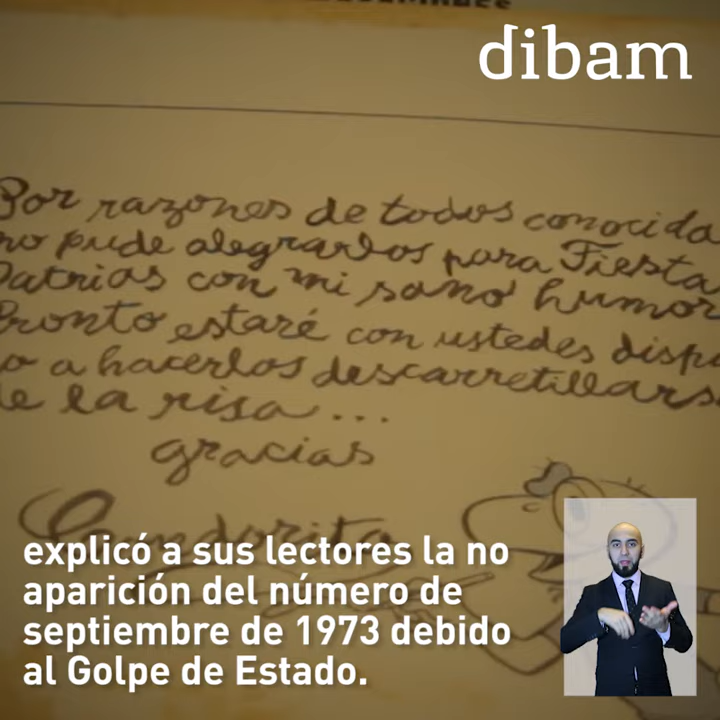 dibam
Por razones de todos conocida
no pude alegrarlos para Fiesta
Patrias con mi sano humor
Pronto estaré con ustedes dispu
o a hacerlos descarretillars
e la risa...
gracias
Condorito
explicó a sus lectores la no
aparición del número de
septiembre de 1973 debido
al Golpe de Estado.